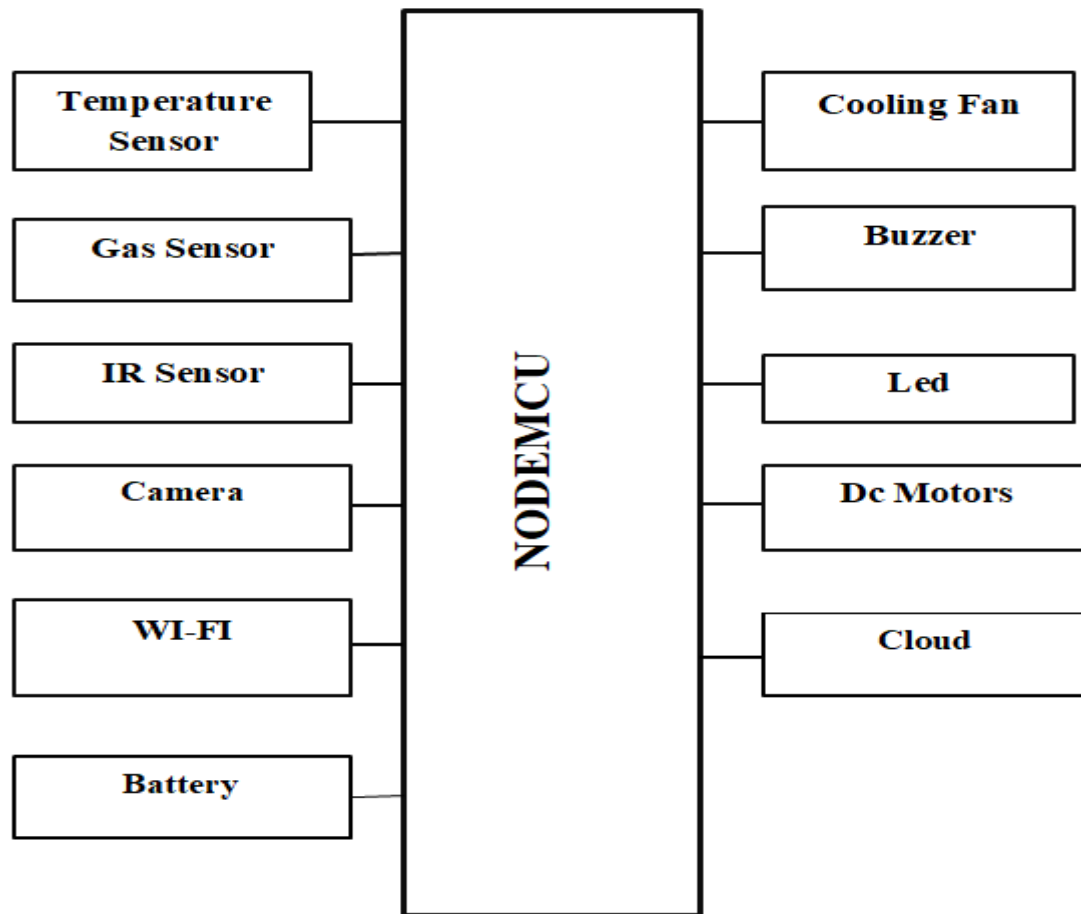 Temperature
Sensor
Gas Sensor
IR Sensor
Camera
WI-FI
Battery
NODEMCU
Cooling Fan
Buzzer
Led
Dc Motors
Cloud